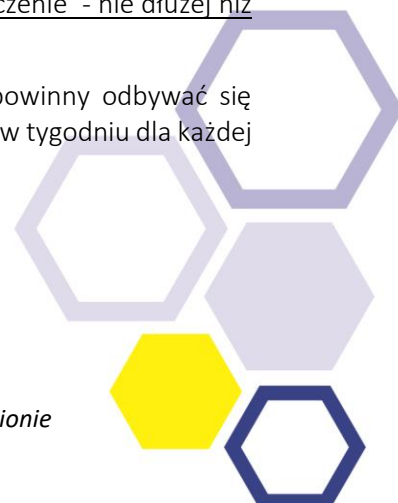 czenie" - nie dłużej niż
powinny odbywać się
w tygodniu dla każdej
ionie